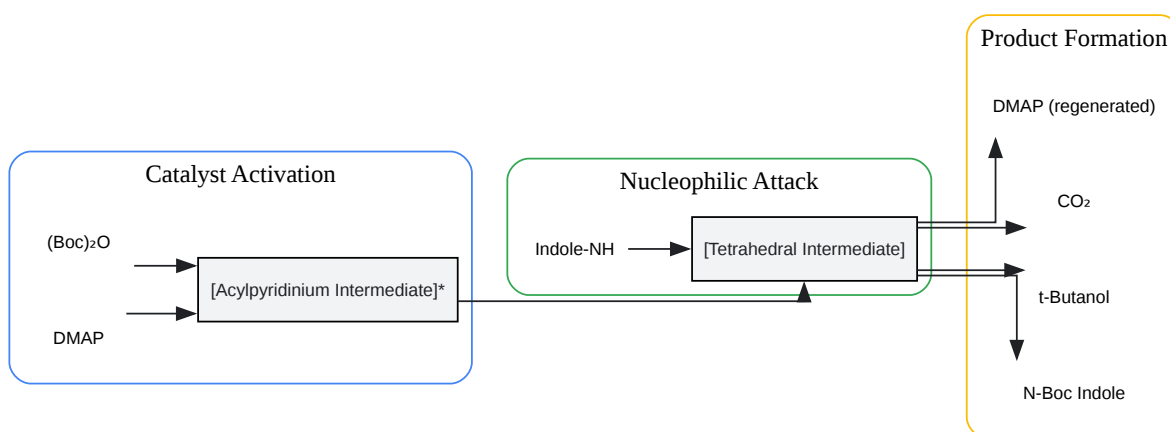 Catalyst Activation
(Boc)₂O
DMAP
[Acylpyridinium Intermediate]*
Nucleophilic Attack
Indole-NH
[Tetrahedral Intermediate]
Product Formation
DMAP (regenerated)
CO₂
t-Butanol
N-Boc Indole